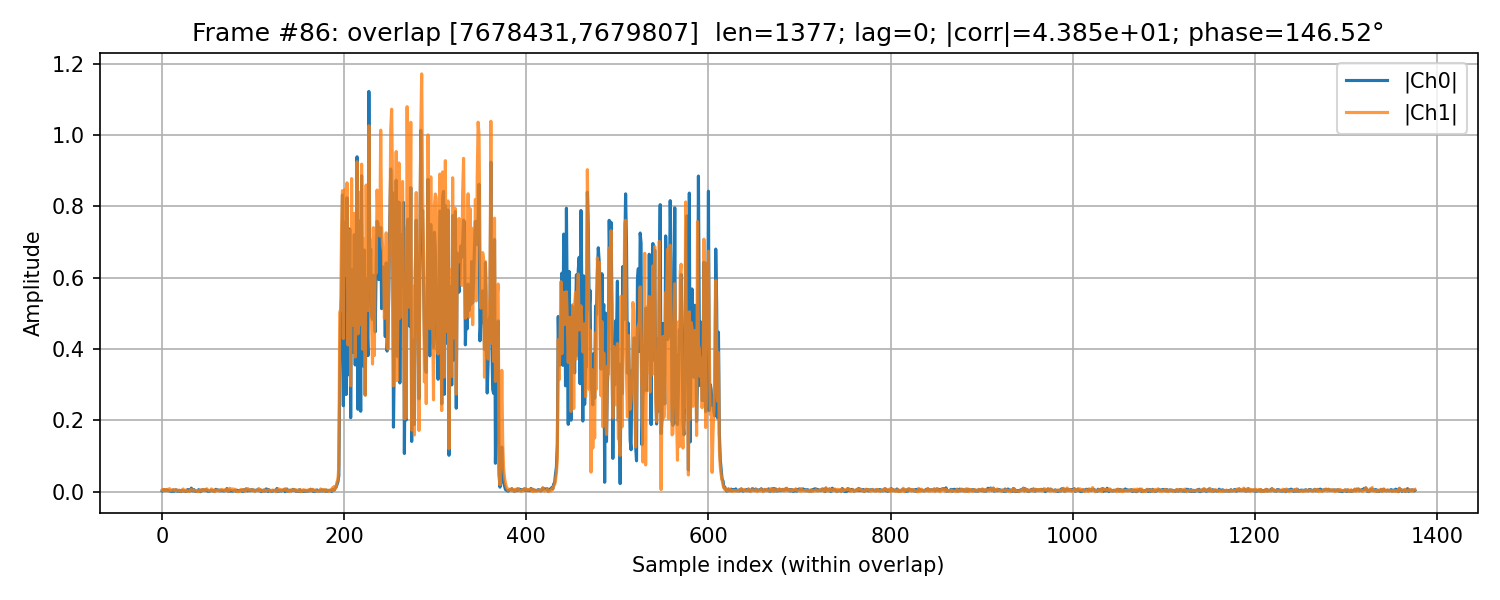 Frame #86: overlap [7678431,7679807]  len=1377; lag=0; |corr|=4.385e+01; phase=146.52°
|Ch0|
|Ch1|
Amplitude
1.2
1.0
0.8
0.6
0.4
0.2
0.0
0 200 400 600 800 1000 1200 1400
Sample index (within overlap)